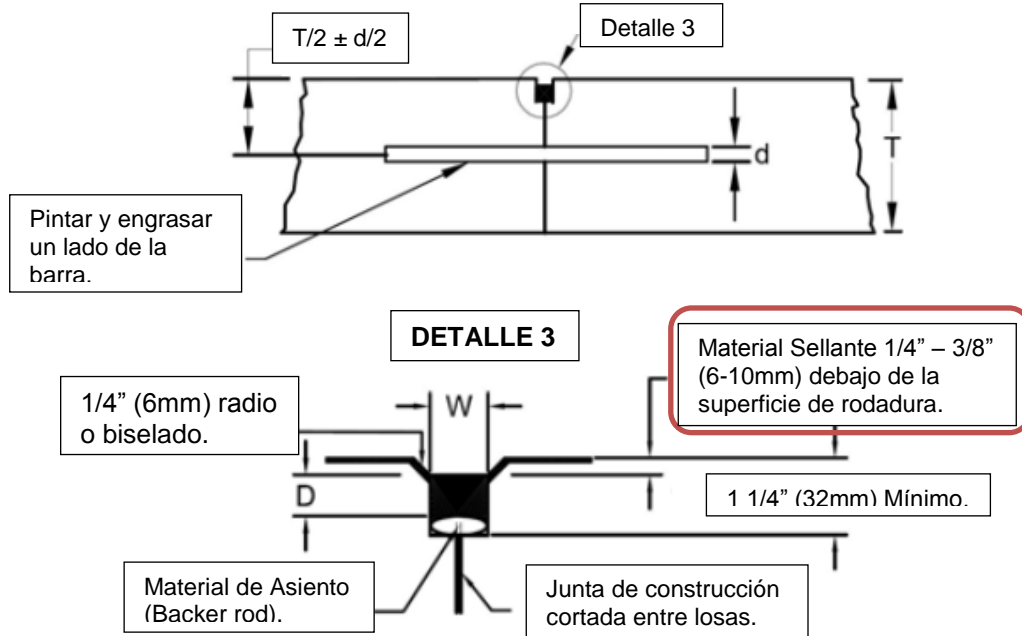 T/2 ± d/2
Detalle 3
d
T
Pintar y engrasar
un lado de la
barra.
DETALLE 3
Material Sellante 1/4” – 3/8”
(6-10mm) debajo de la
superficie de rodadura.
1/4” (6mm) radio
o biselado.
W
D
1 1/4” (32mm) Mínimo.
Material de Asiento
(Backer rod).
Junta de construcción
cortada entre losas.